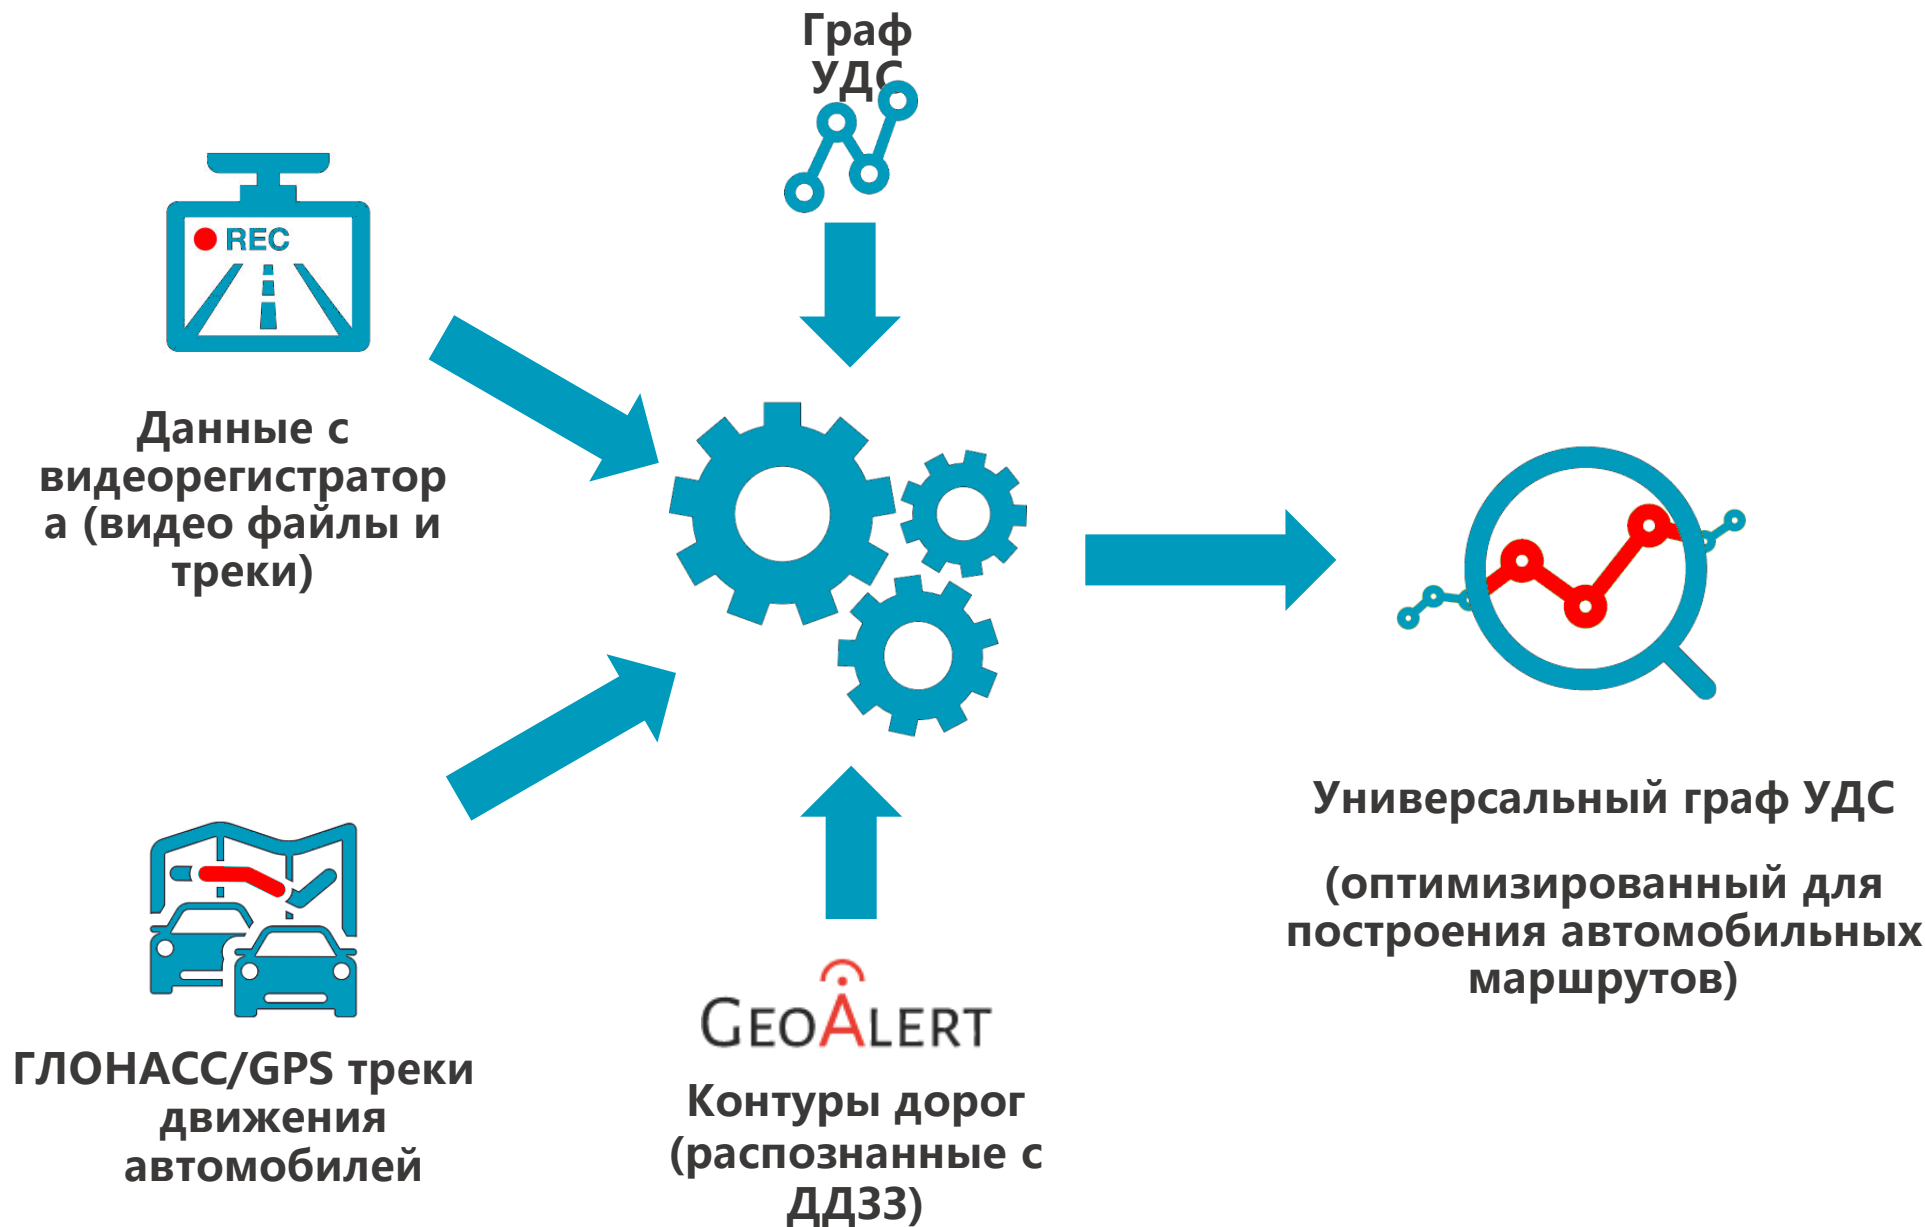 Граф
УДС
REC
Данные с
видеорегистратор
а (видео файлы и
треки)
ГЛОНАСС/GPS треки
движения
автомобилей
GEOALERT
Контуры дорог
(распознанные с
ДДЗЗ)
Универсальный граф УДС
(оптимизированный для
построения автомобильных
маршрутов)